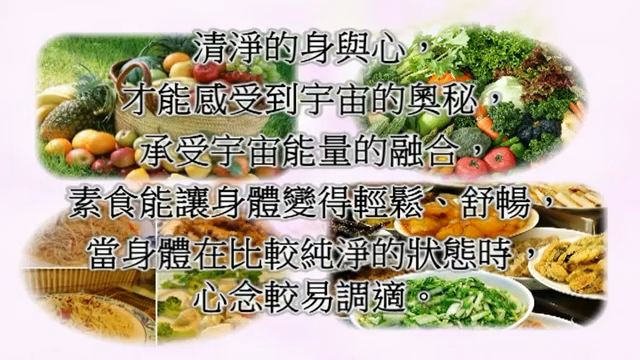 清淨的身與心，
才能感受到宇宙的奧秘，
承受宇宙能量的融合，
素食能讓身體變得輕鬆、舒暢，
當身體在比較純淨的狀態時，
心念較易調適。